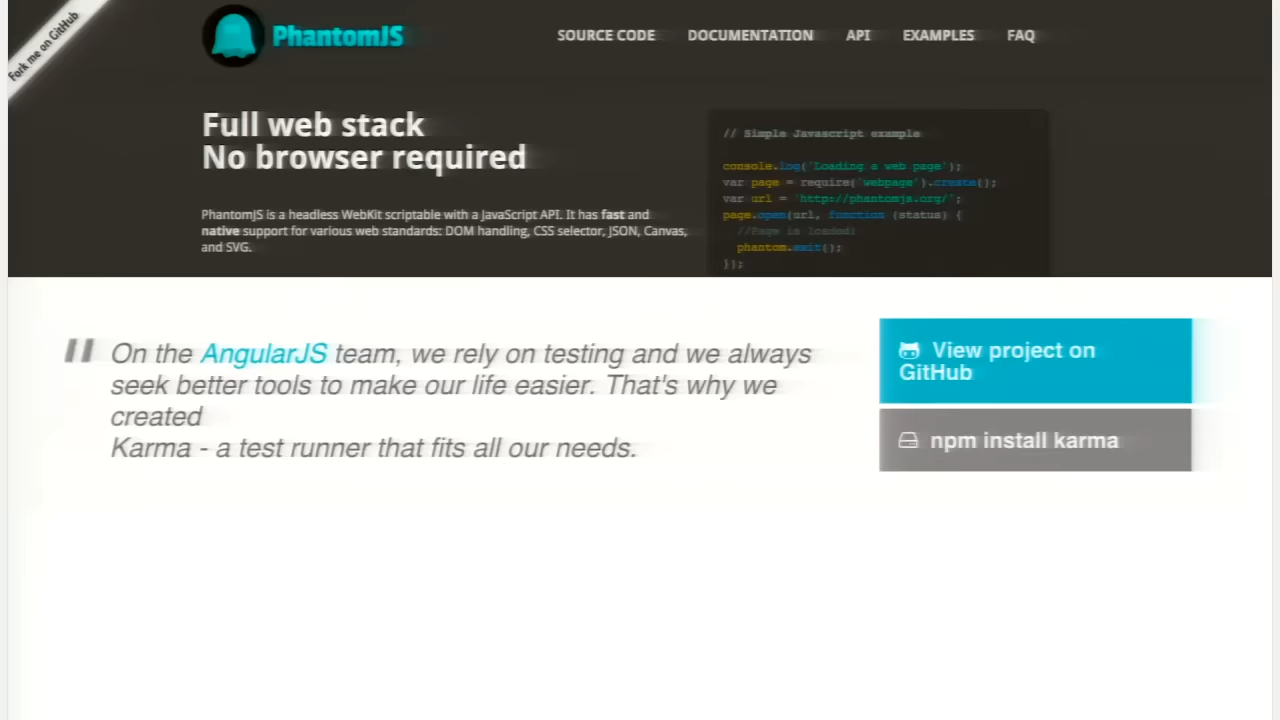 Fork me on GitHub
PhantomJS
SOURCE CODE DOCUMENTATION API EXAMPLES FAQ
Full web stack
No browser required
PhantomJS is a headless WebKit scriptable with a JavaScript API. It has fast and
native support for various web standards: DOM handling, CSS selector, JSON, Canvas,
and SVG.
// Simple Javascript example
console.log('Loading a web page');
var page = require('webpage').create();
var url = 'http://phantomjs.org/';
page.open(url, function (status) {
//Page is loaded!
phantom.exit();
});
" On the AngularJS team, we rely on testing and we always
seek better tools to make our life easier. That's why we
created
Karma - a test runner that fits all our needs.
View project on
GitHub
npm install karma